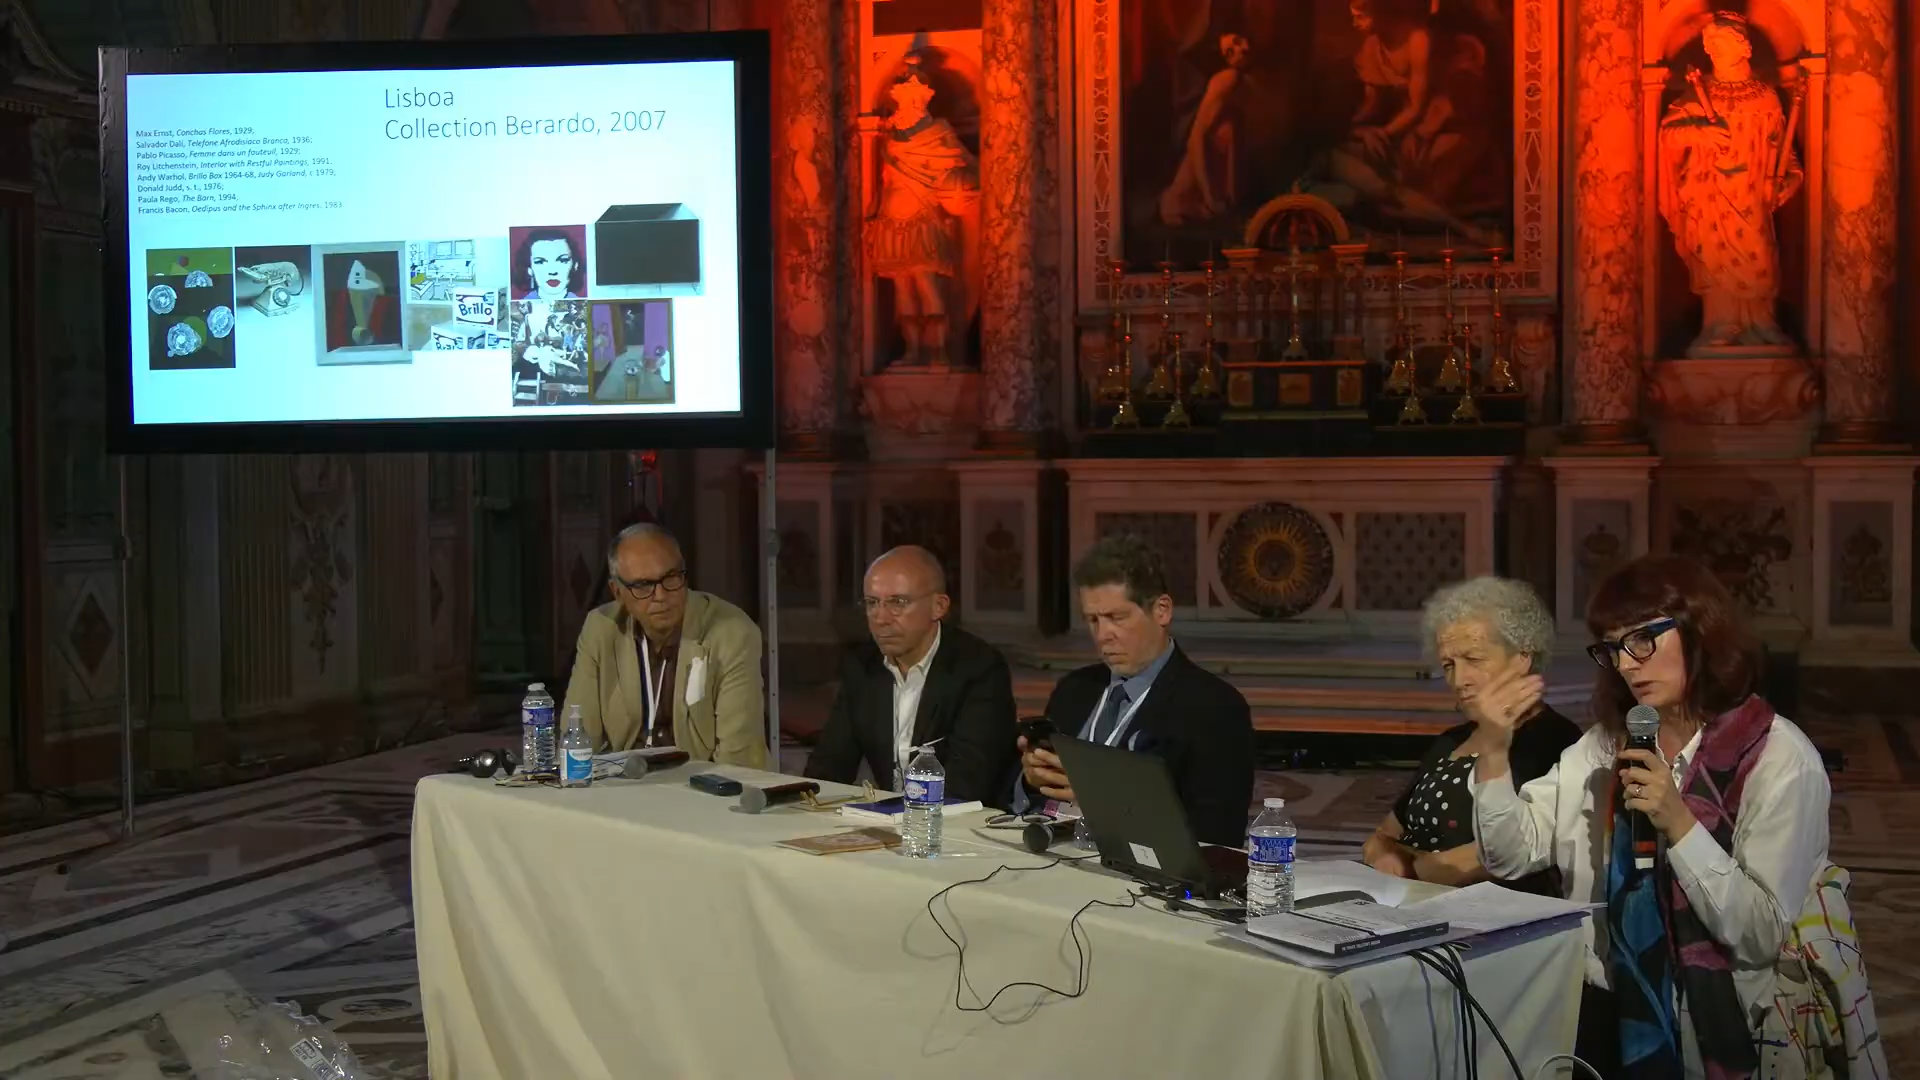 Lisboa
Collection Berardo, 2007
Max Ernst, Conchas Flores, 1929;
Salvador Dalí, Telefone Afrodisíaco Branco, 1936;
Pablo Picasso, Femme dans un fauteuil, 1929;
Roy Litchenstein, Interior with Restful Paintings, 1991,
Andy Warhol, Brillo Box 1964-68, Judy Garland, c 1979,
Donald Judd, s. t., 1976;
Paula Rego, The Barn, 1994,
Francis Bacon, Oedipus and the Sphinx after Ingres, 1983
Brillo